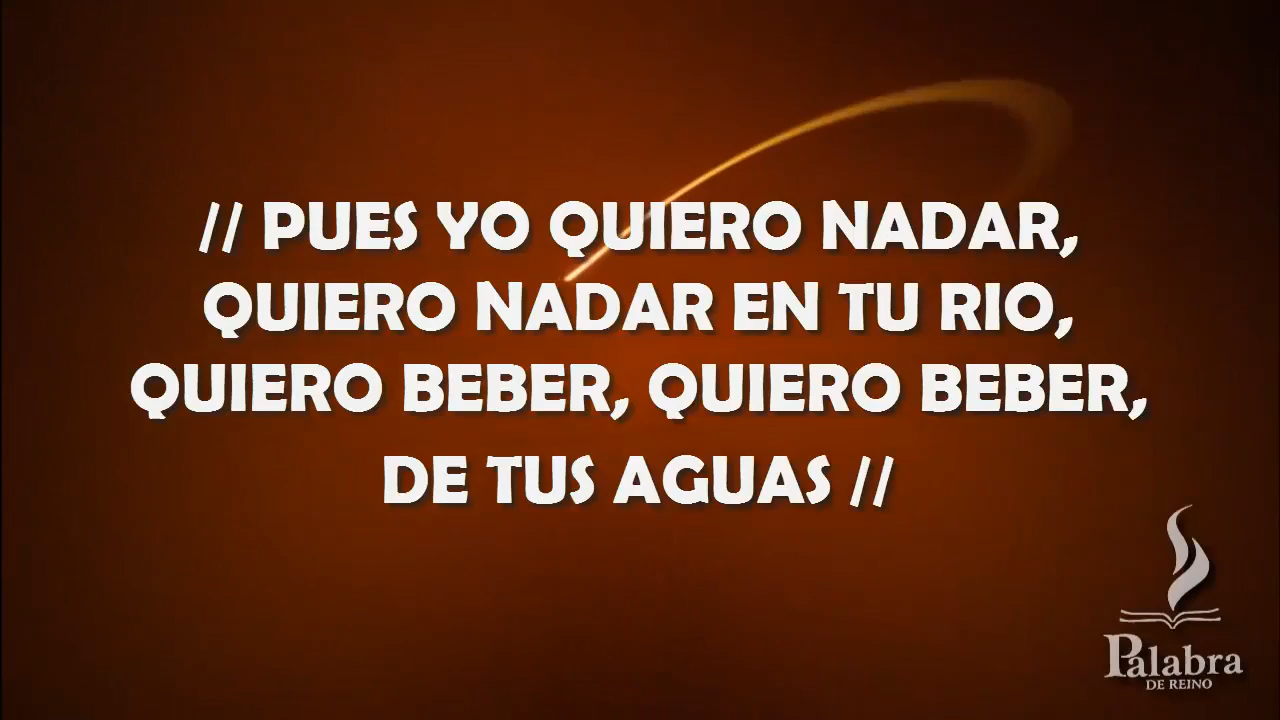 // PUES YO QUIERO NADAR,
QUIERO NADAR EN TU RIO,
QUIERO BEBER, QUIERO BEBER,
DE TUS AGUAS //
Palabra
DE REINO